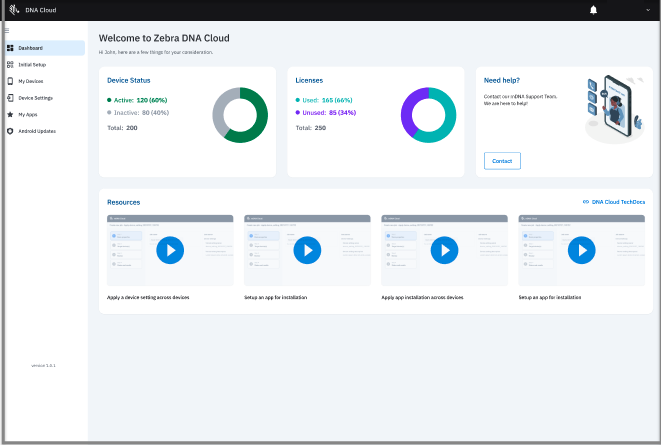 DNA Cloud
Dashboard
Initial Setup
My Devices
Device Settings
My Apps
Android Updates
version 1.0.1
Welcome to Zebra DNA Cloud
Hi John, here are a few things for your consideration.
Device Status
Active: 120 (60%)
Inactive: 80 (40%)
Total: 200
Licenses
Used: 165 (66%)
Unused: 85 (34%)
Total: 250
Need help?
Contact our mDNA Support Team.
We are here to help!
Contact
Resources
DNA Cloud TechDocs
Apply a device setting across devices
Setup an app for installation
Apply app installation across devices
Setup an app for installation